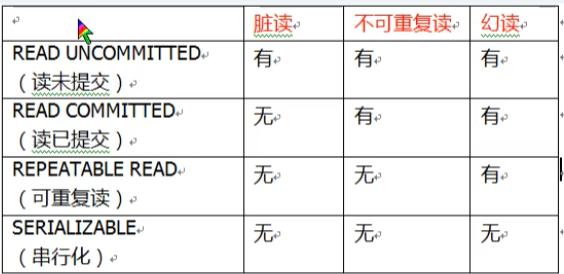 脏读 不可重复读 幻读
READ UNCOMMITTED 有 有 有
（读未提交）
READ COMMITTED 无 有 有
（读已提交）
REPEATABLE READ 无 无 有
（可重复读）
SERIALIZABLE 无 无 无
（串行化）